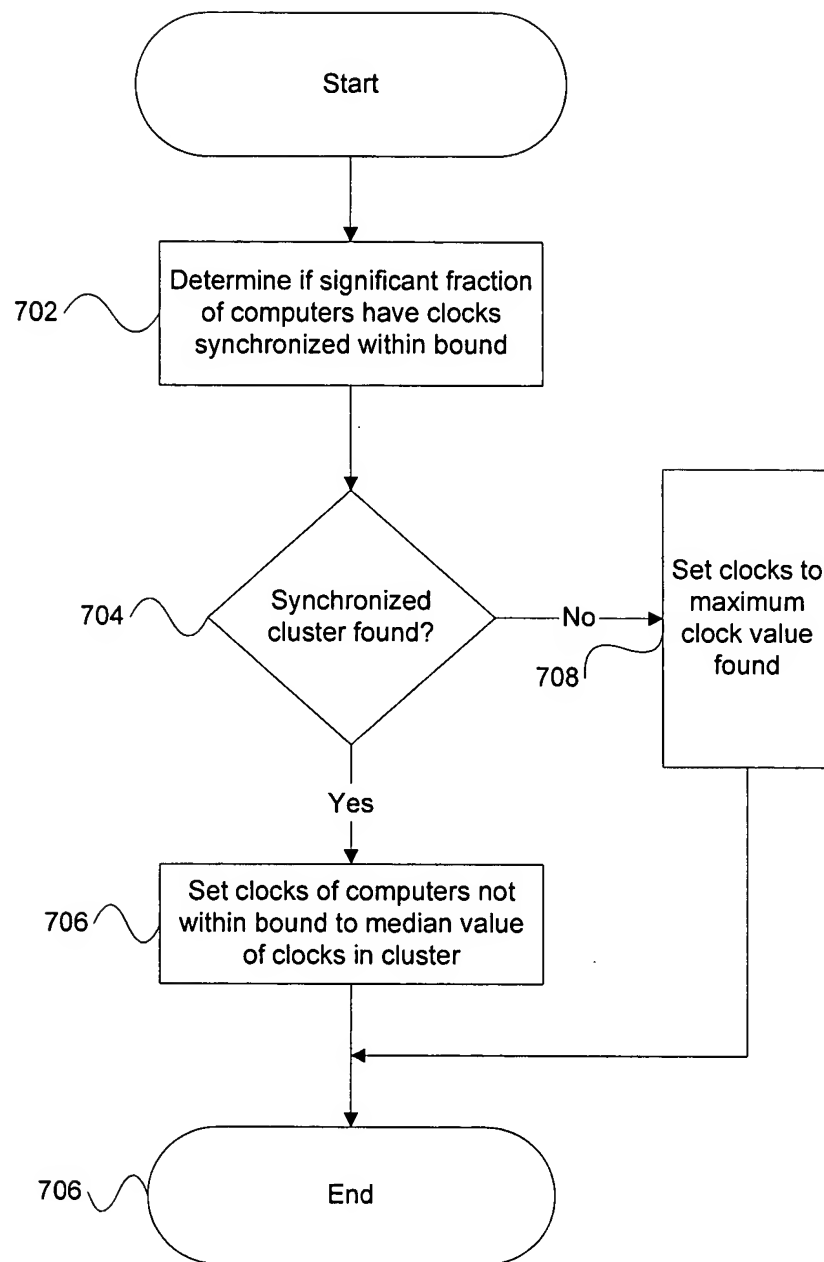 Start
702
Determine if significant fraction
of computers have clocks
synchronized within bound
704
Synchronized
cluster found?
No
708
Set clocks to
maximum
clock value
found
Yes
706
Set clocks of computers not
within bound to median value
of clocks in cluster
706
End